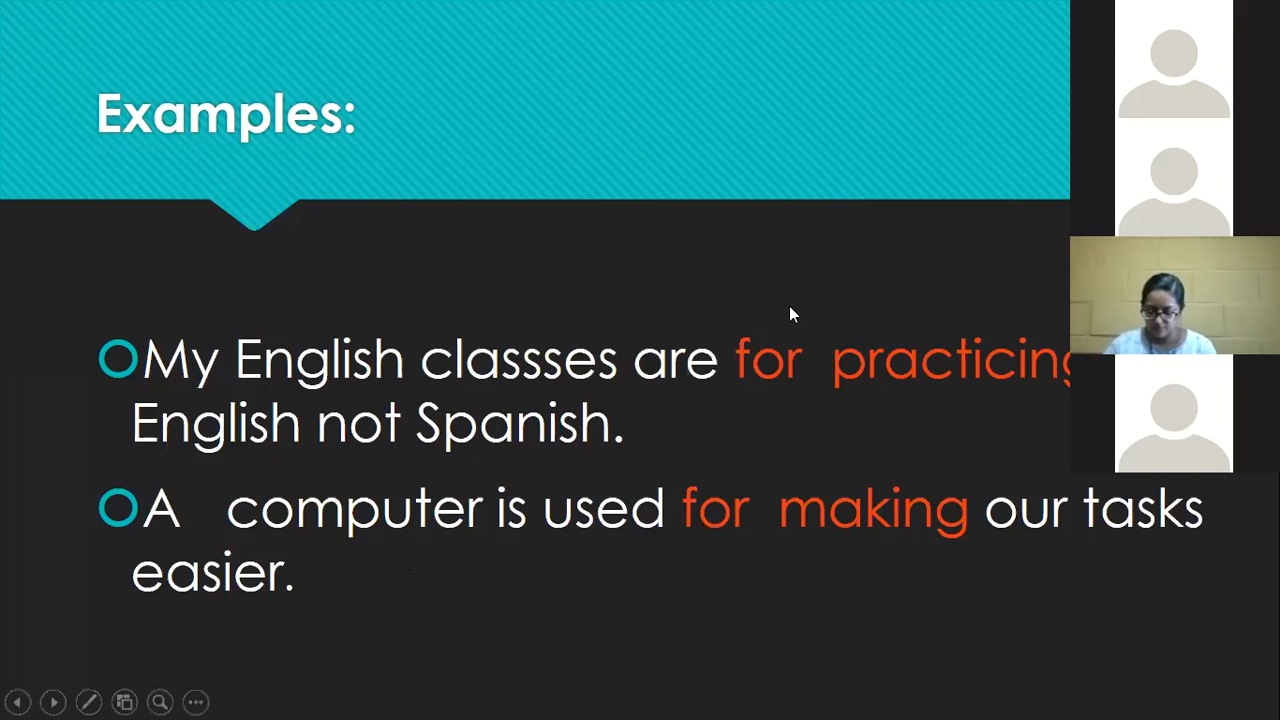 Examples:
My English classses are for practicing
English not Spanish.
A computer is used for making our tasks
easier.